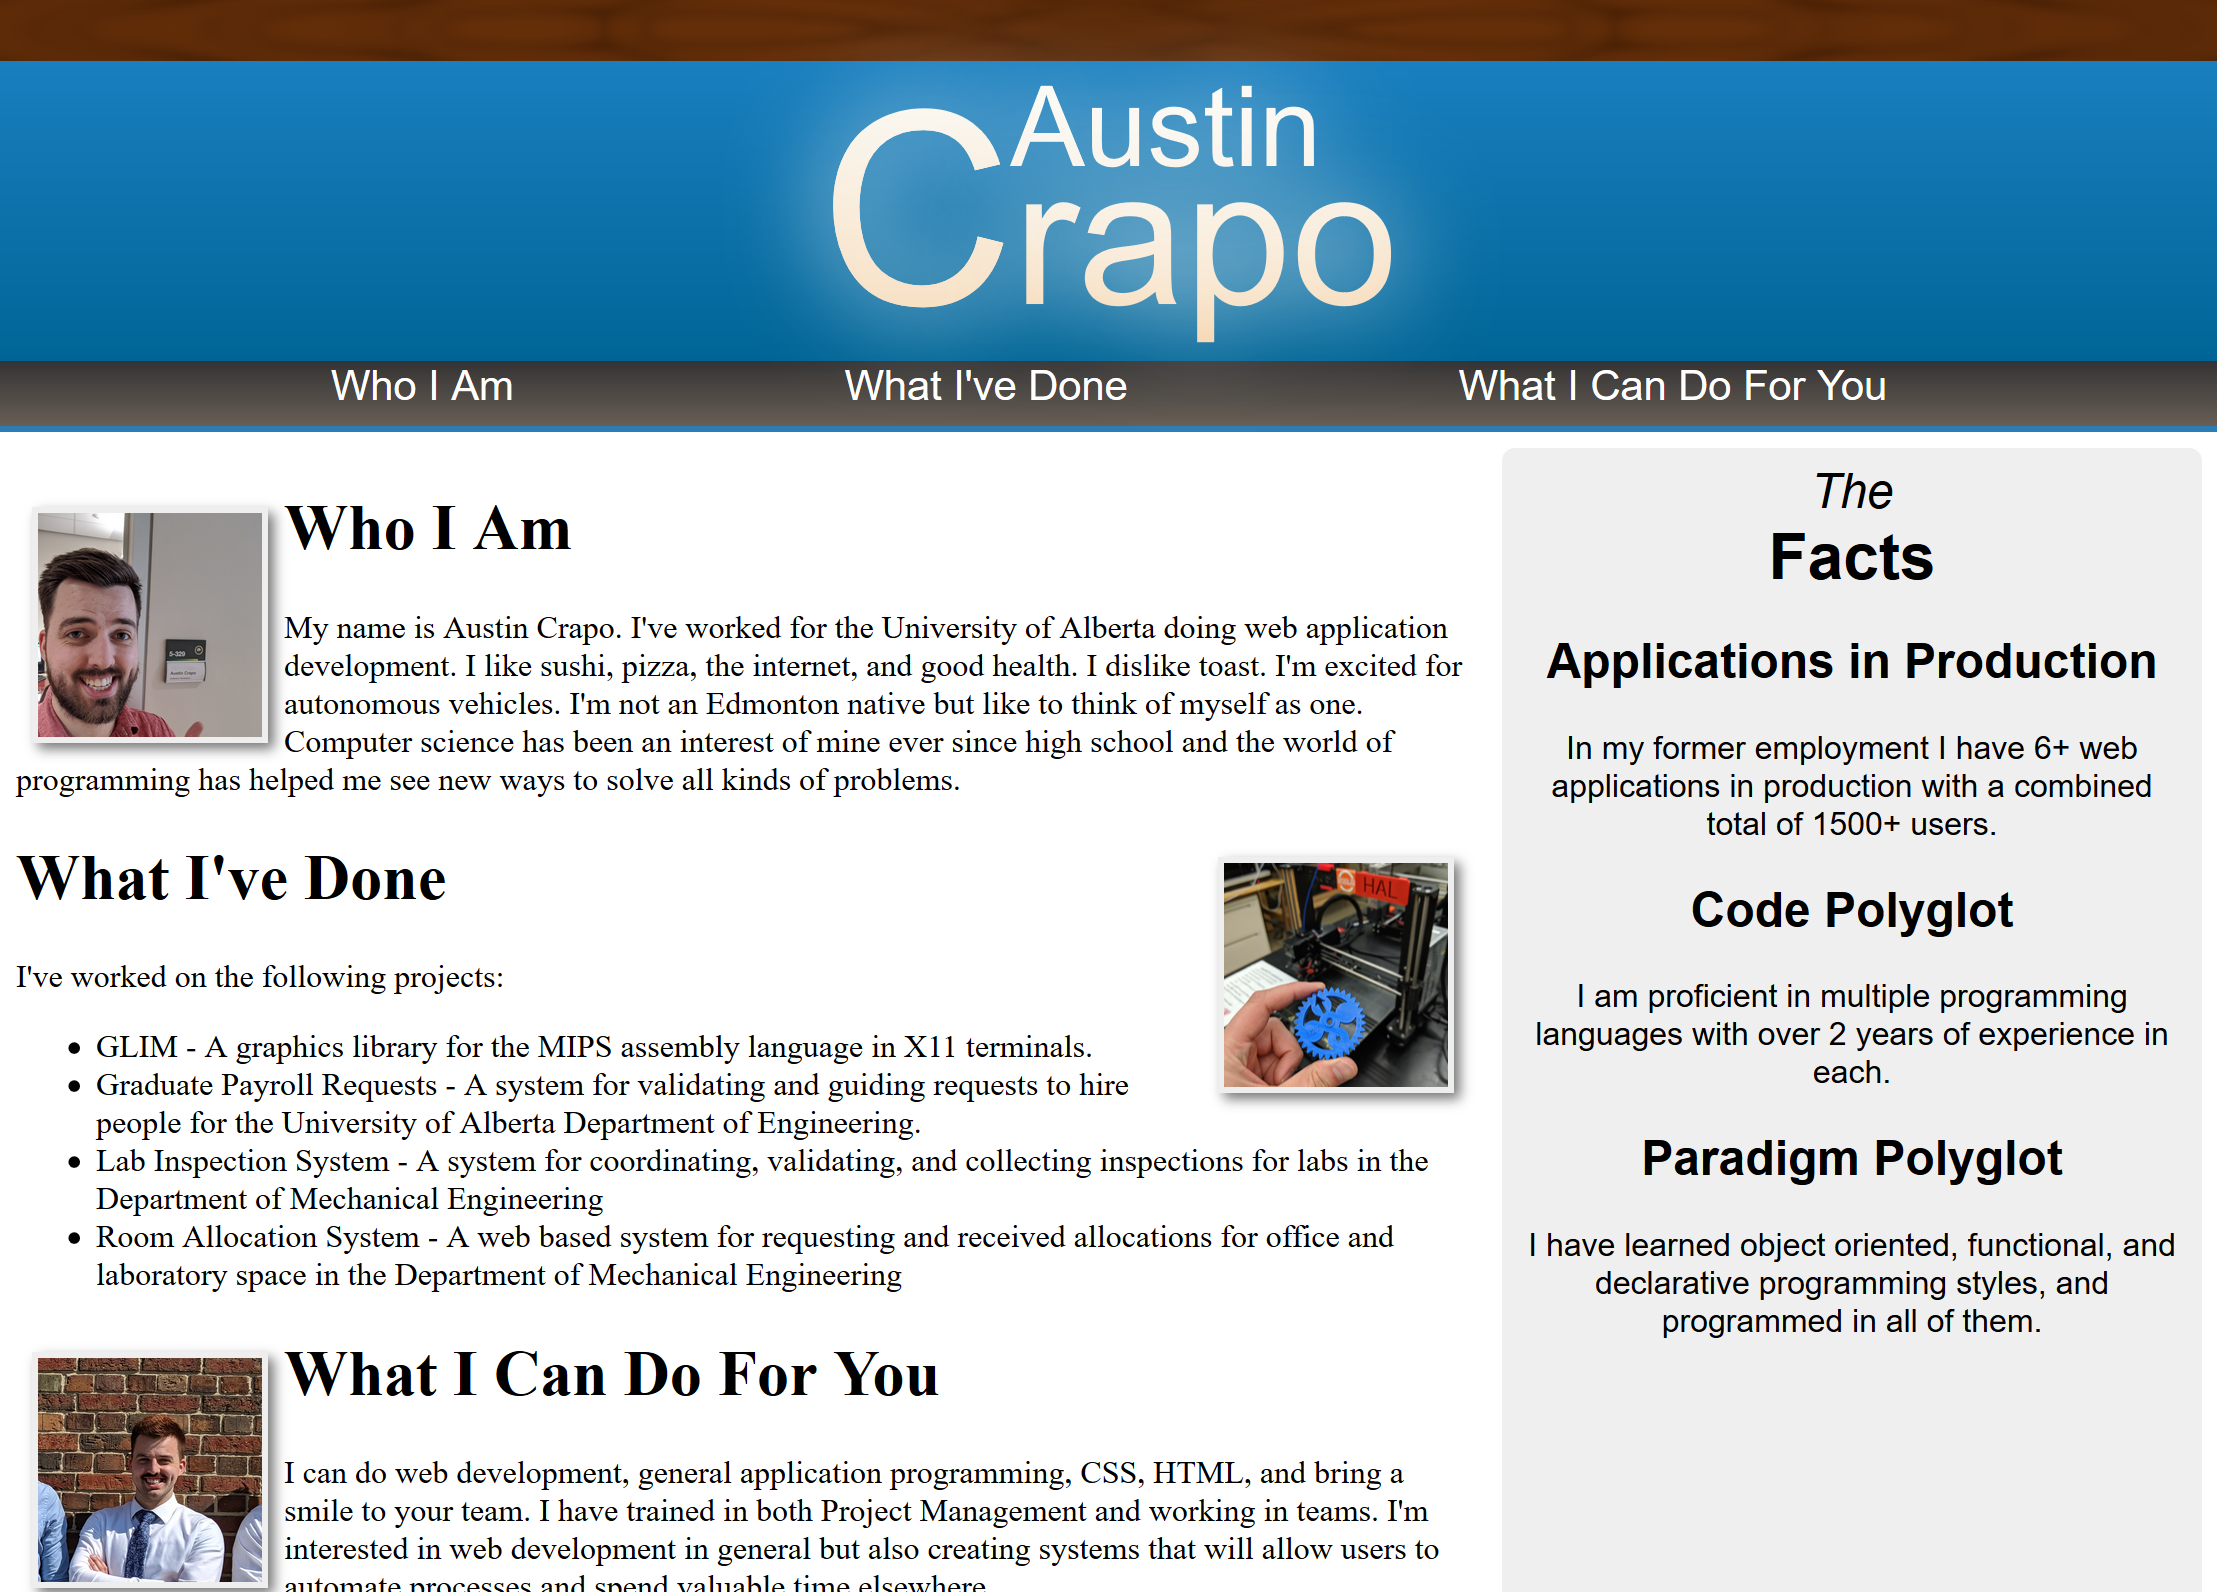 Austin
Crapo
Who I Am
What I've Done
What I Can Do For You
Who I Am
5-329
Austin Crapo
My name is Austin Crapo. I've worked for the University of Alberta doing web application
development. I like sushi, pizza, the internet, and good health. I dislike toast. I'm excited for
autonomous vehicles. I'm not an Edmonton native but like to think of myself as one.
Computer science has been an interest of mine ever since high school and the world of
programming has helped me see new ways to solve all kinds of problems.
What I've Done
HAL
I've worked on the following projects:
• GLIM - A graphics library for the MIPS assembly language in X11 terminals.
• Graduate Payroll Requests - A system for validating and guiding requests to hire
people for the University of Alberta Department of Engineering.
• Lab Inspection System - A system for coordinating, validating, and collecting inspections for labs in the
Department of Mechanical Engineering
• Room Allocation System - A web based system for requesting and received allocations for office and
laboratory space in the Department of Mechanical Engineering
What I Can Do For You
I can do web development, general application programming, CSS, HTML, and bring a
smile to your team. I have trained in both Project Management and working in teams. I'm
interested in web development in general but also creating systems that will allow users to
automate processes and spend valuable time elsewhere.
The
Facts
Applications in Production
In my former employment I have 6+ web
applications in production with a combined
total of 1500+ users.
Code Polyglot
I am proficient in multiple programming
languages with over 2 years of experience in
each.
Paradigm Polyglot
I have learned object oriented, functional, and
declarative programming styles, and
programmed in all of them.